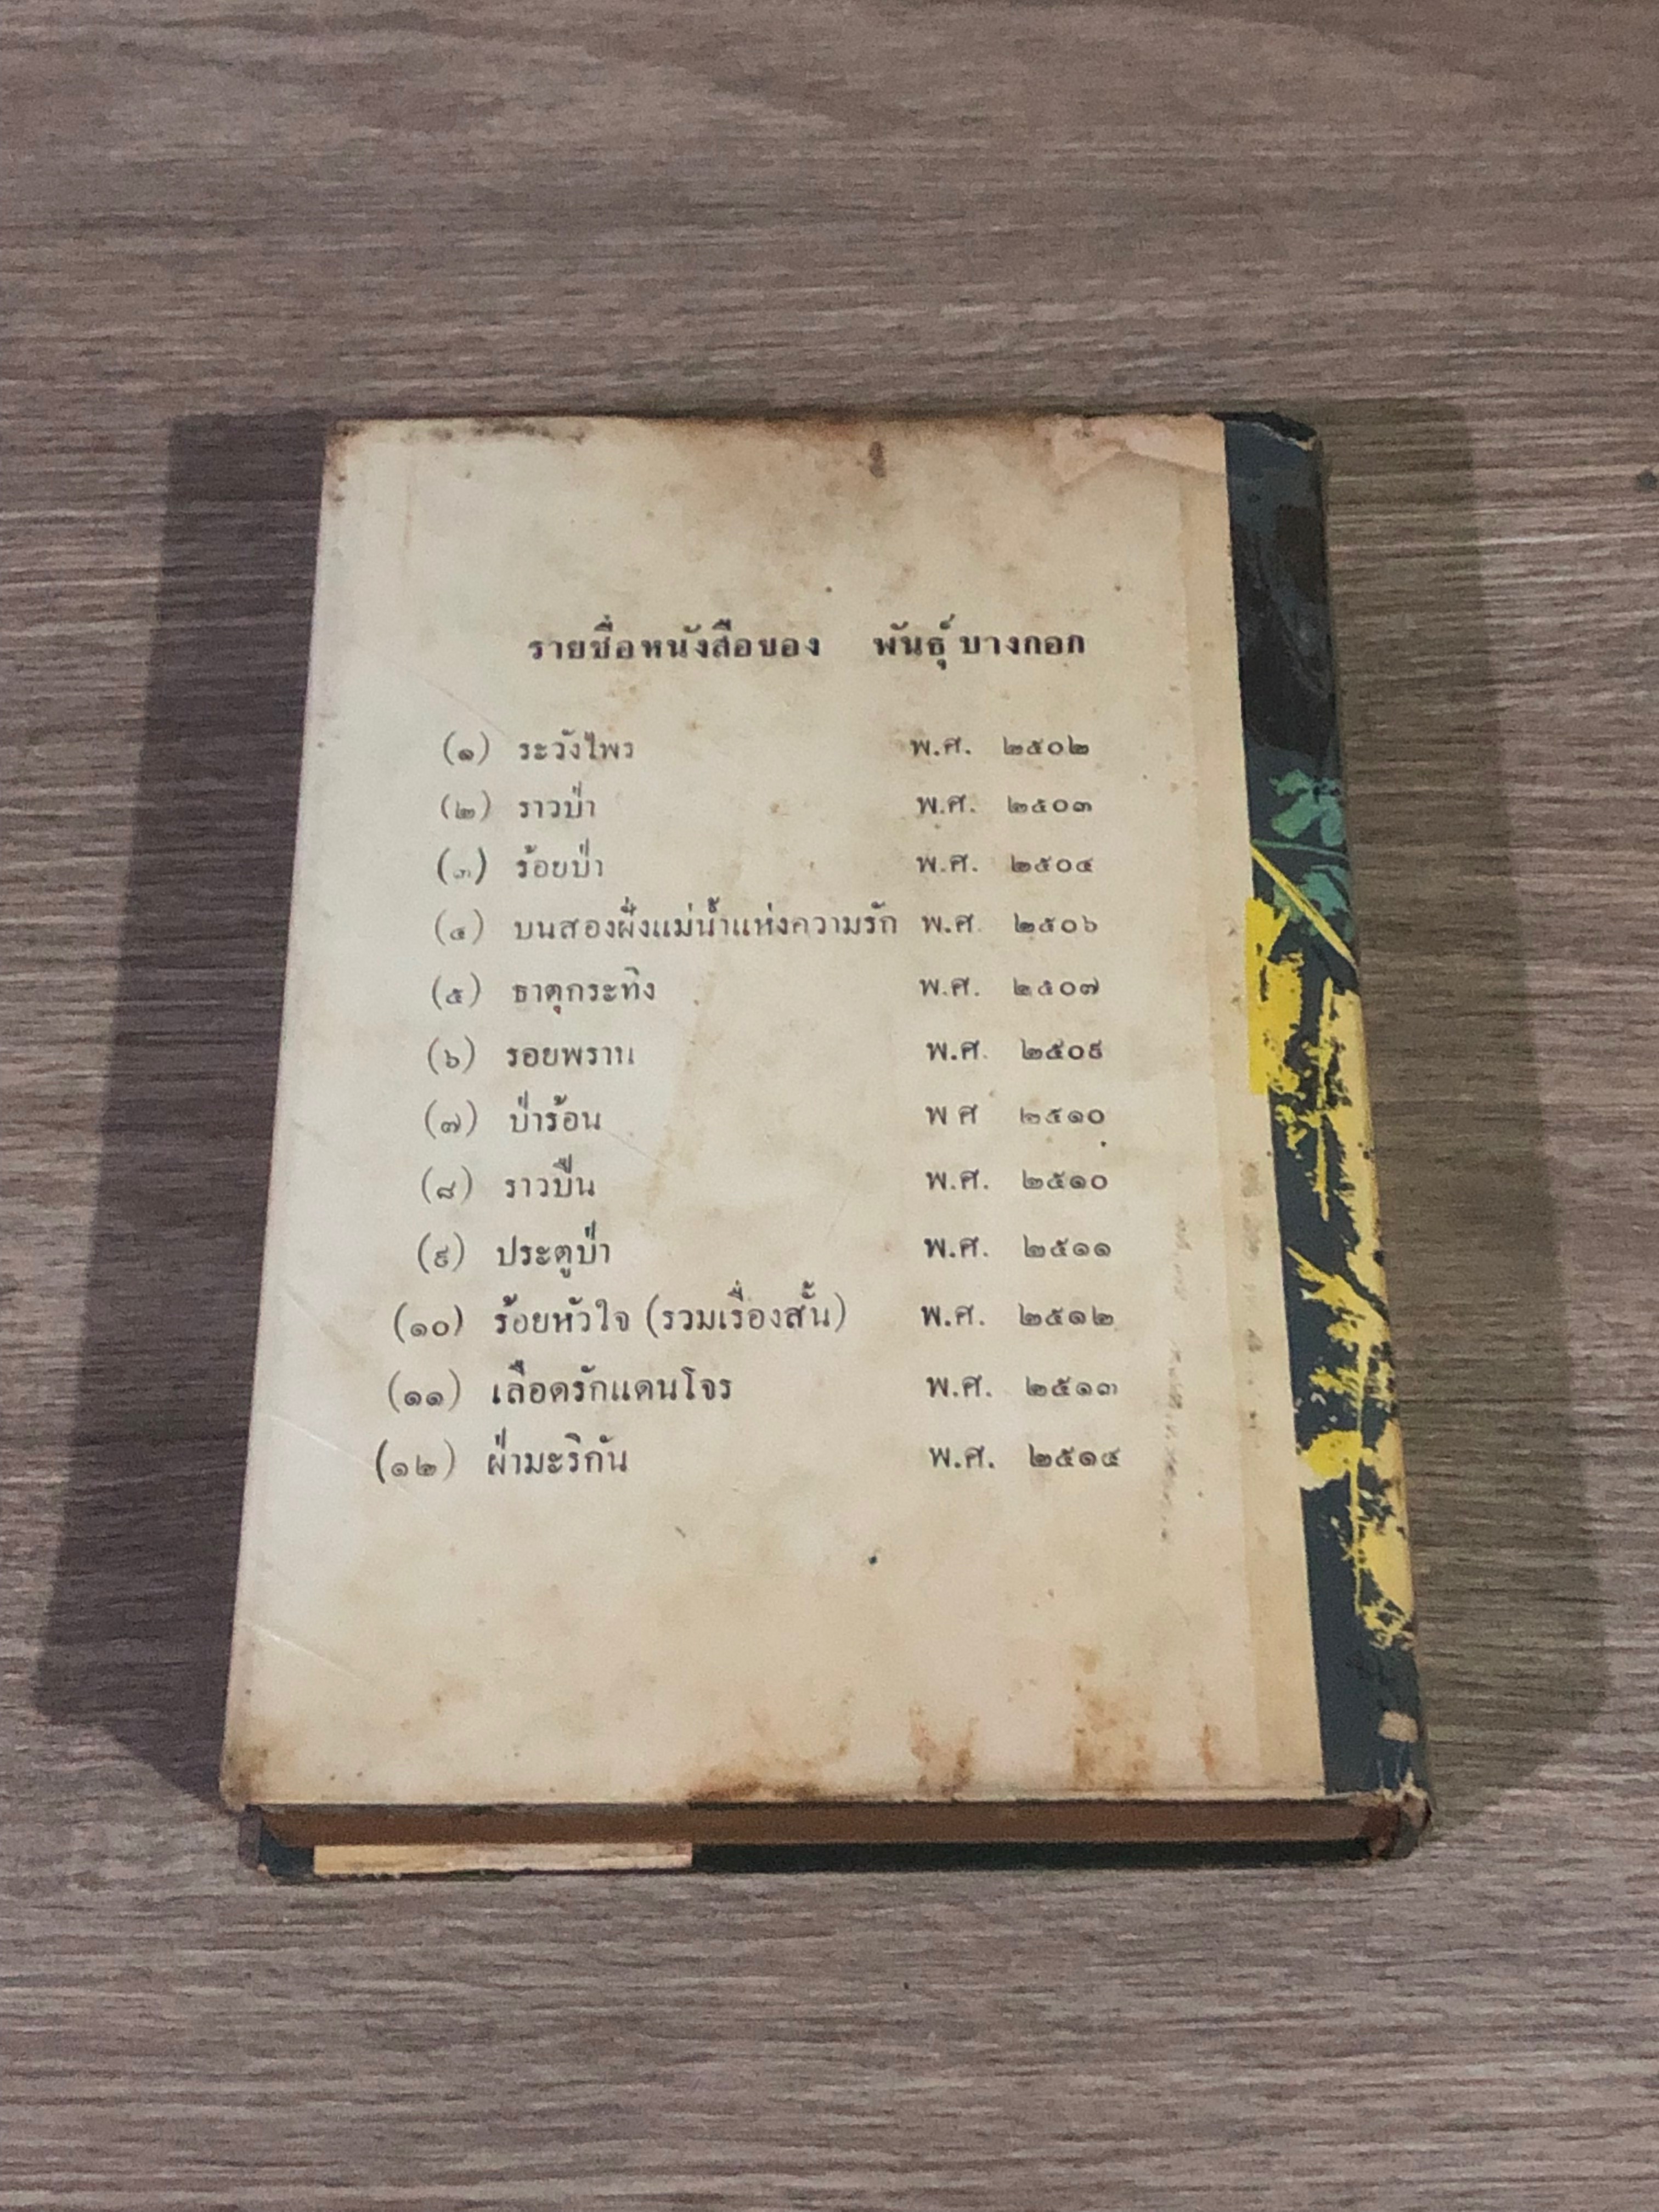 รายชื่อหนังสือของ พันธุ์ บางกอก
(๑) ระวังไพร พ.ศ. ๒๕๐๒
(๒) ราวป่า พ.ศ. ๒๕๐๓
(๓) ร้อยป่า พ.ศ. ๒๕๐๔
(๔) บนสองฝั่งแม่น้ำแห่งความรัก พ.ศ. ๒๕๐๖
(๕) ธาตุกระทิง พ.ศ. ๒๕๐๗
(๖) รอยพราน พ.ศ. ๒๕๐๙
(๗) ป่าร้อน พ ศ ๒๕๑๐
(๘) ราวปืน พ.ศ. ๒๕๑๐
(๙) ประตูป่า พ.ศ. ๒๕๑๑
(๑๐) ร้อยหัวใจ (รวมเรื่องสั้น) พ.ศ. ๒๕๑๒
(๑๑) เลือดรักแดนโจร พ.ศ. ๒๕๑๓
(๑๒) ฝ่ามะริกัน พ.ศ. ๒๕๑๔